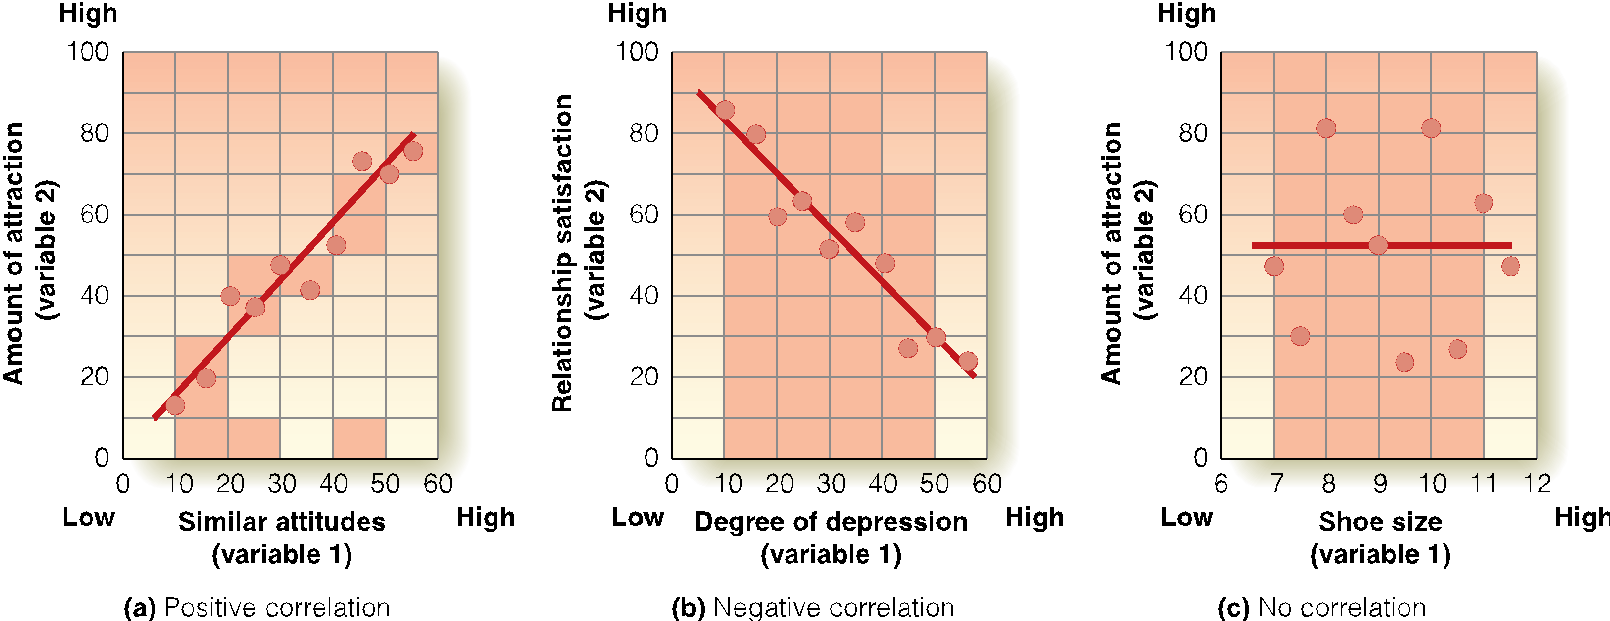 High
100
80
60
40
20
0
0 10 20 30 40 50 60
Amount of attraction
(variable 2)
Low
High
Similar attitudes
(variable 1)
(a) Positive correlation
High
100
80
60
40
20
0
0 10 20 30 40 50 60
Relationship satisfaction
(variable 2)
Low
High
Degree of depression
(variable 1)
(b) Negative correlation
High
100
80
60
40
20
0
6 7 8 9 10 11 12
Amount of attraction
(variable 2)
Low
High
Shoe size
(variable 1)
(c) No correlation